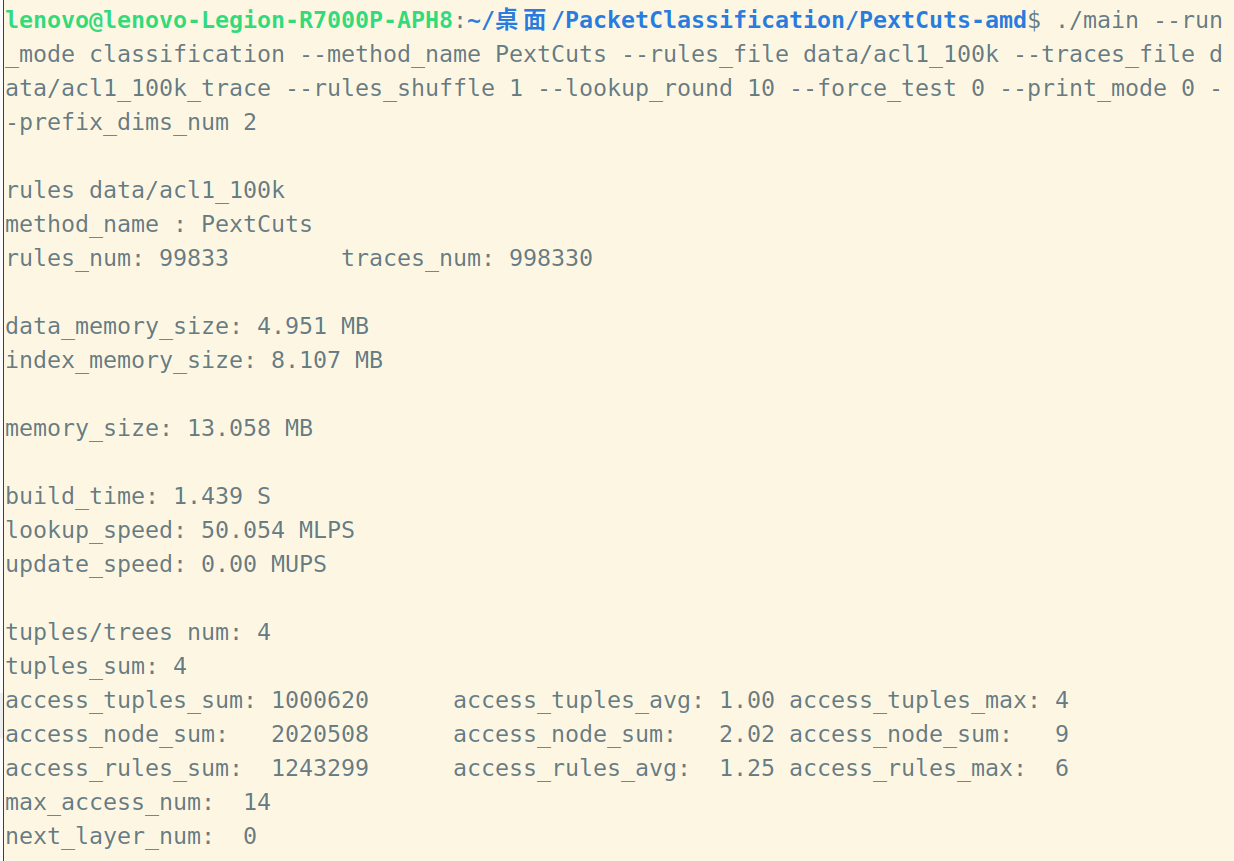 lenovo@lenovo-Legion-R7000P-APH8:~/桌面/PacketClassification/PextCuts-amd$ ./main --run
_mode classification --method_name PextCuts --rules_file data/acl1_100k --traces_file d
ata/acl1_100k_trace --rules_shuffle 1 --lookup_round 10 --force_test 0 --print_mode 0 -
-prefix_dims_num 2
rules data/acl1_100k
method_name : PextCuts
rules_num: 99833        traces_num: 998330
data_memory_size: 4.951 MB
index_memory_size: 8.107 MB
memory_size: 13.058 MB
build_time: 1.439 S
lookup_speed: 50.054 MLPS
update_speed: 0.00 MUPS
tuples/trees num: 4
tuples_sum: 4
access_tuples_sum: 1000620      access_tuples_avg: 1.00 access_tuples_max: 4
access_node_sum:   2020508      access_node_sum:   2.02 access_node_sum:   9
access_rules_sum:  1243299      access_rules_avg:  1.25 access_rules_max:  6
max_access_num:  14
next_layer_num:  0